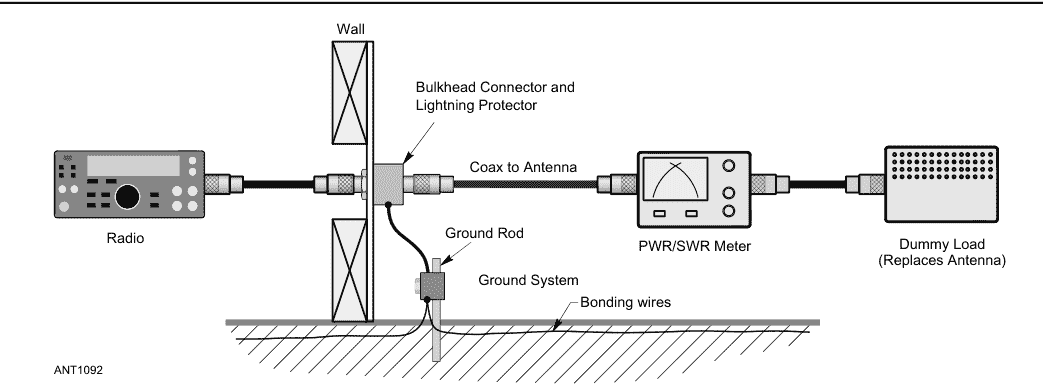 Wall
Bulkhead Connector and
Lightning Protector
Coax to Antenna
Radio
Ground Rod
PWR/SWR Meter
Dummy Load
(Replaces Antenna)
Ground System
Bonding wires
ANT1092